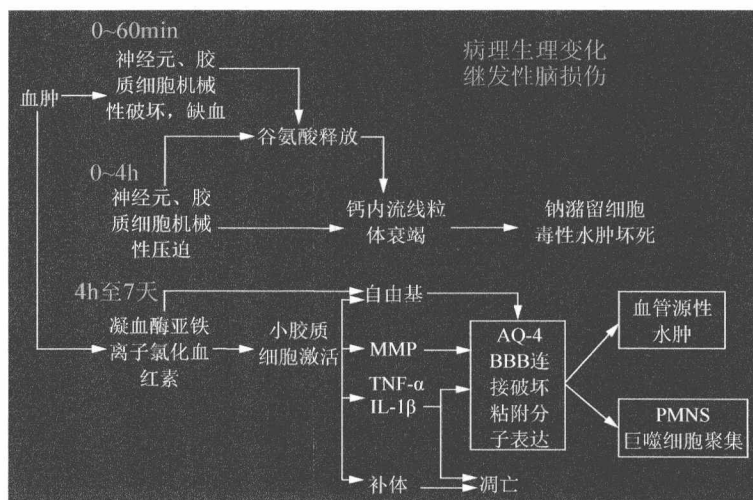 病理生理变化
继发性脑损伤
0~60min
神经元、胶
质细胞机械
性破坏，缺血
血肿
谷氨酸释放
0~4h
神经元、胶
质细胞机械
性压迫
钙内流线粒
体衰竭
钠潴留细胞
毒性水肿坏死
4h至7天
凝血酶亚铁
离子氯化血
红素
小胶质
细胞激活
自由基
MMP
TNF-α
IL-1β
补体
AQ-4
BBB连
接破坏
粘附分
子表达
凋亡
血管源性
水肿
PMNS
巨噬细胞聚集